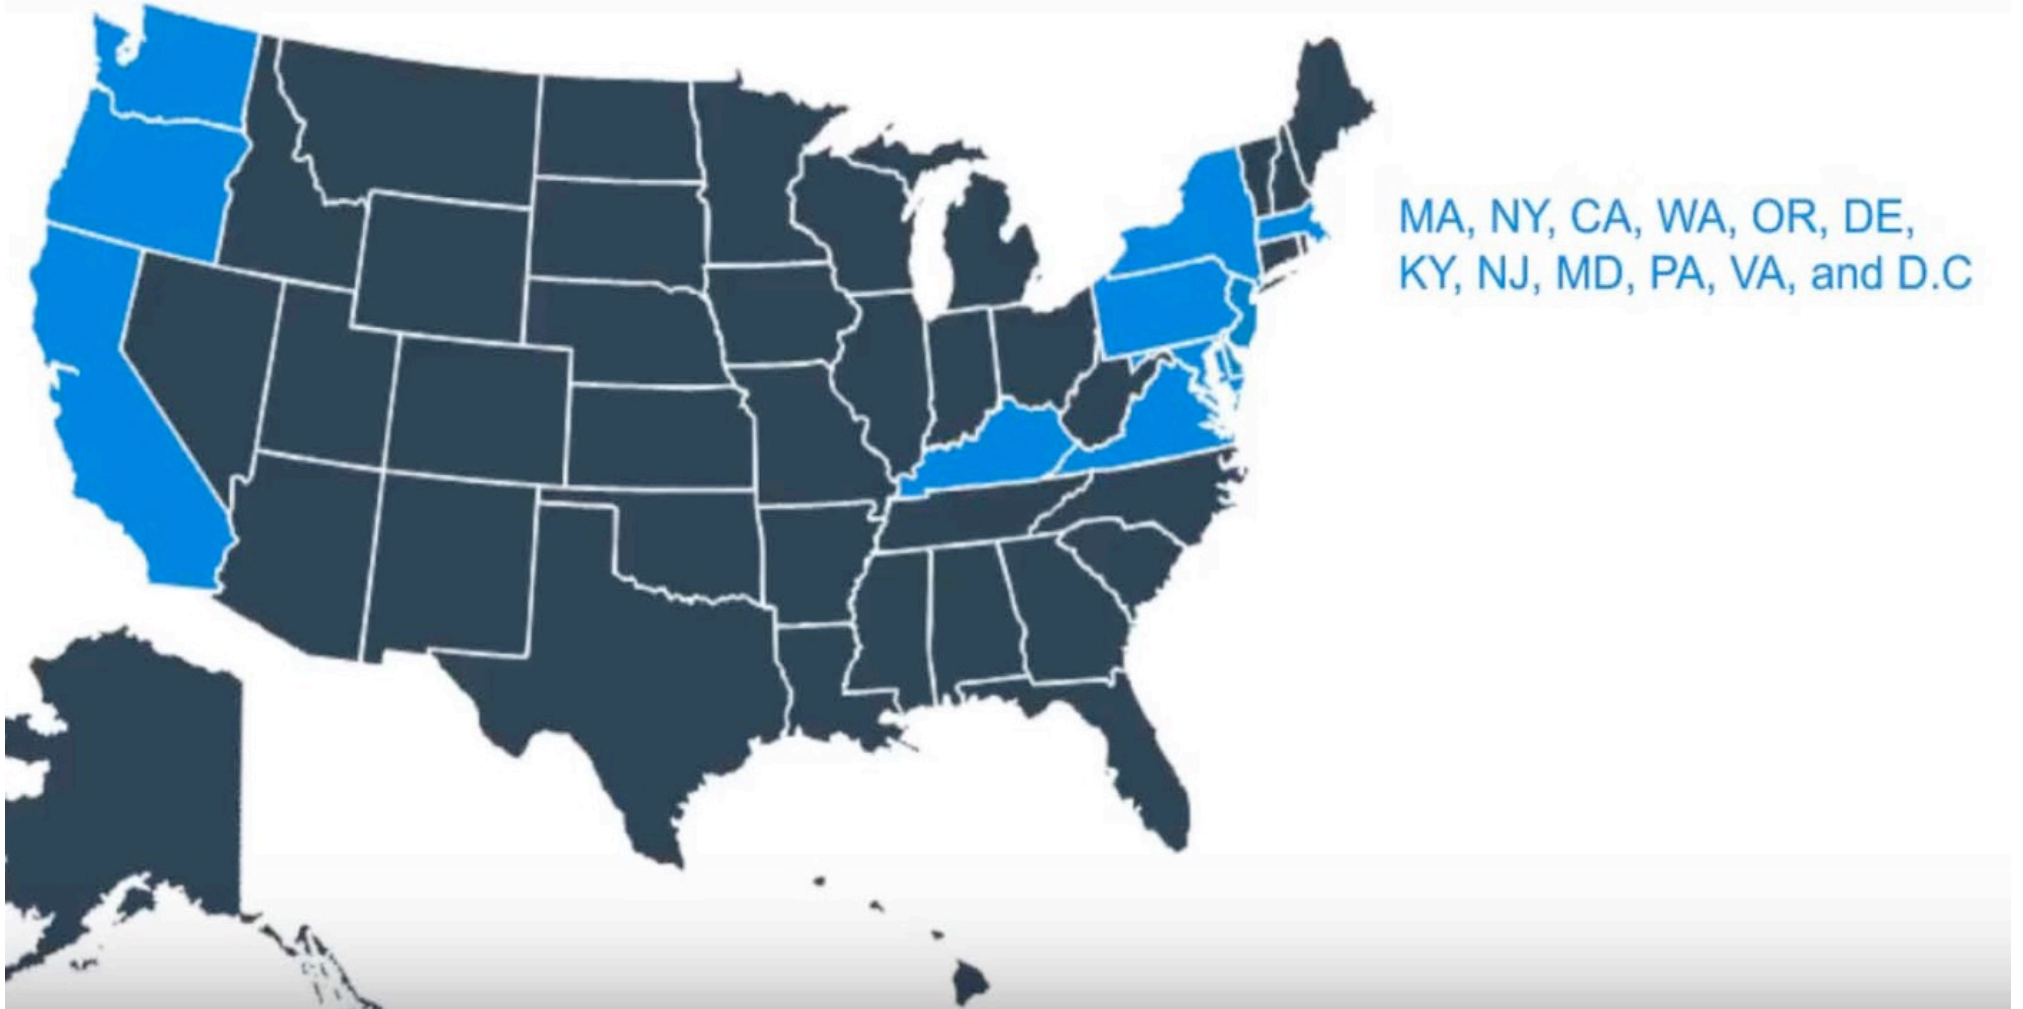 MA, NY, CA, WA, OR, DE,
KY, NJ, MD, PA, VA, and D.C